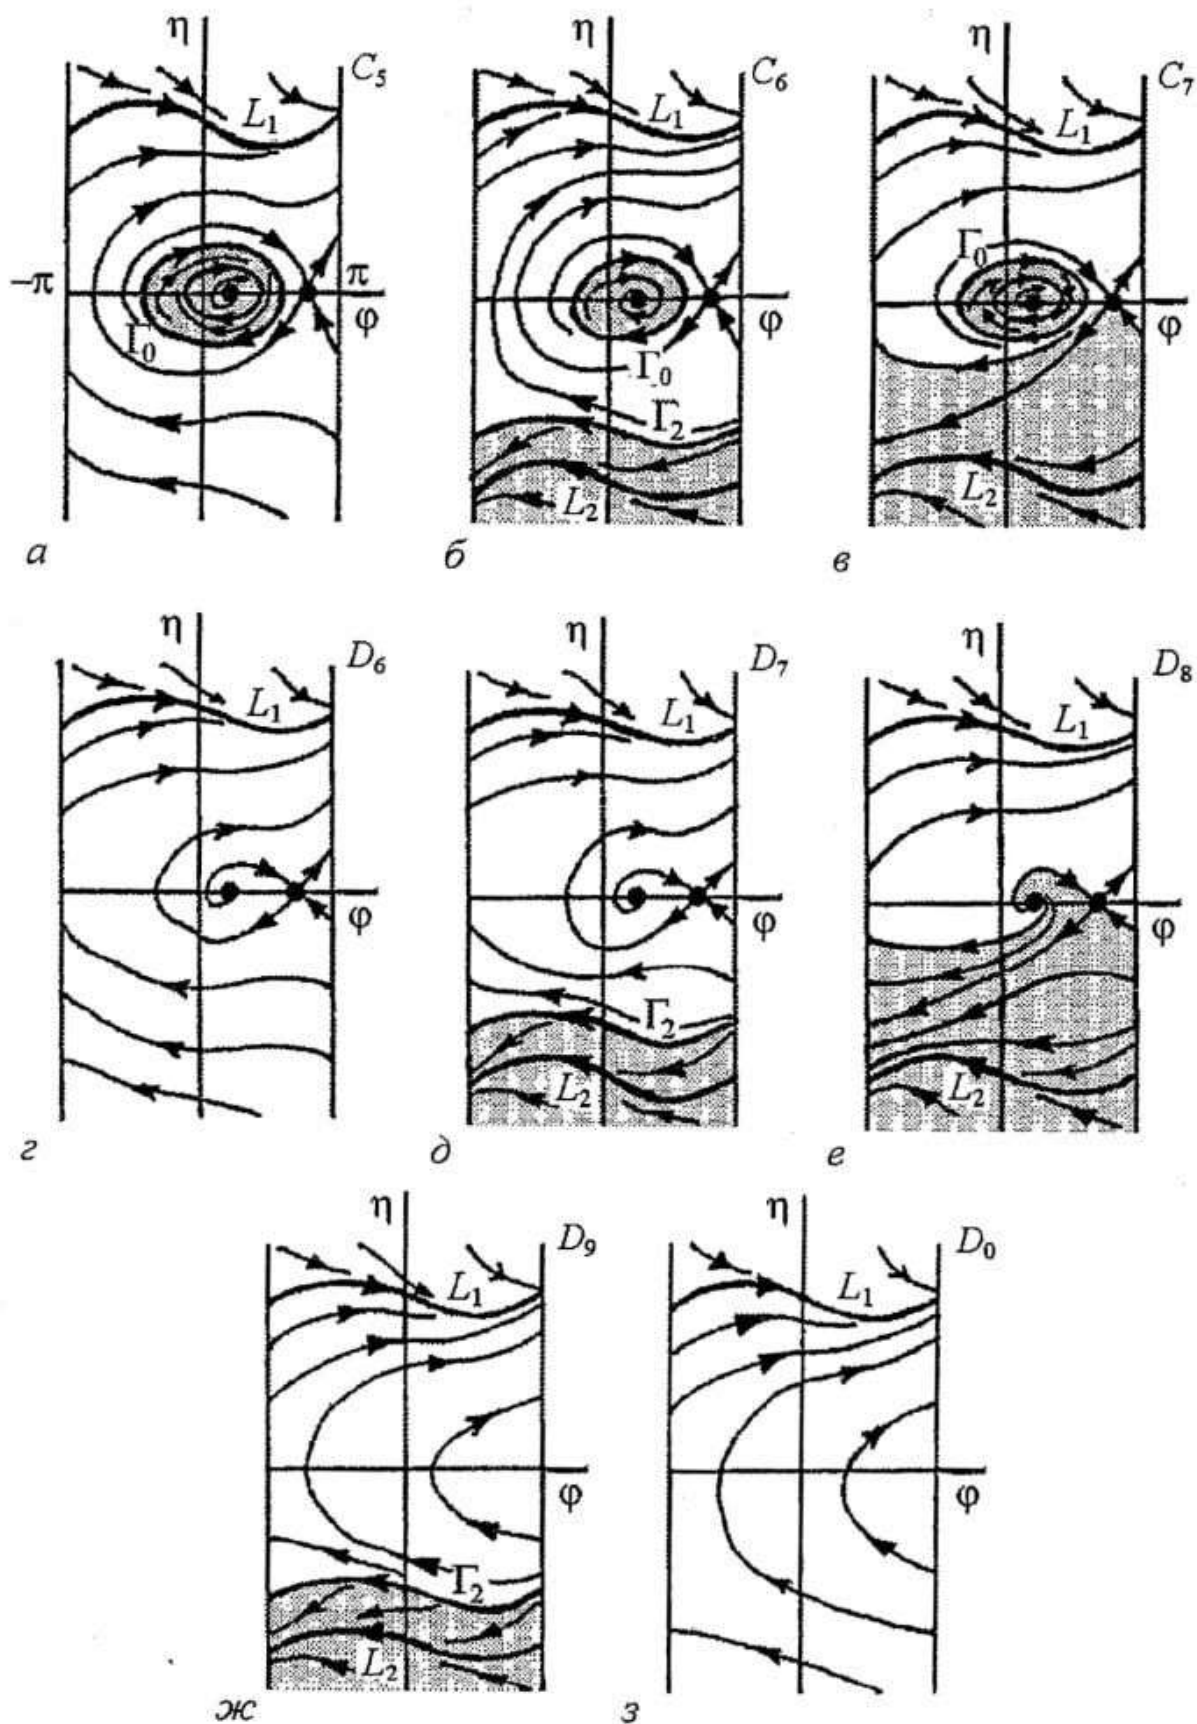 η C₅ η C₆ η C₇
L₁ L₁ L₁
Γ₀
−π π φ φ φ
Γ₀ Γ₀
Γ₂
L₂ L₂
а б в
η D₆ η D₇ η D₈
L₁ L₁ L₁
φ φ φ
Γ₂
L₂ L₂
г д е
η D₉ η D₀
L₁ L₁
φ φ
Γ₂
L₂
ж з